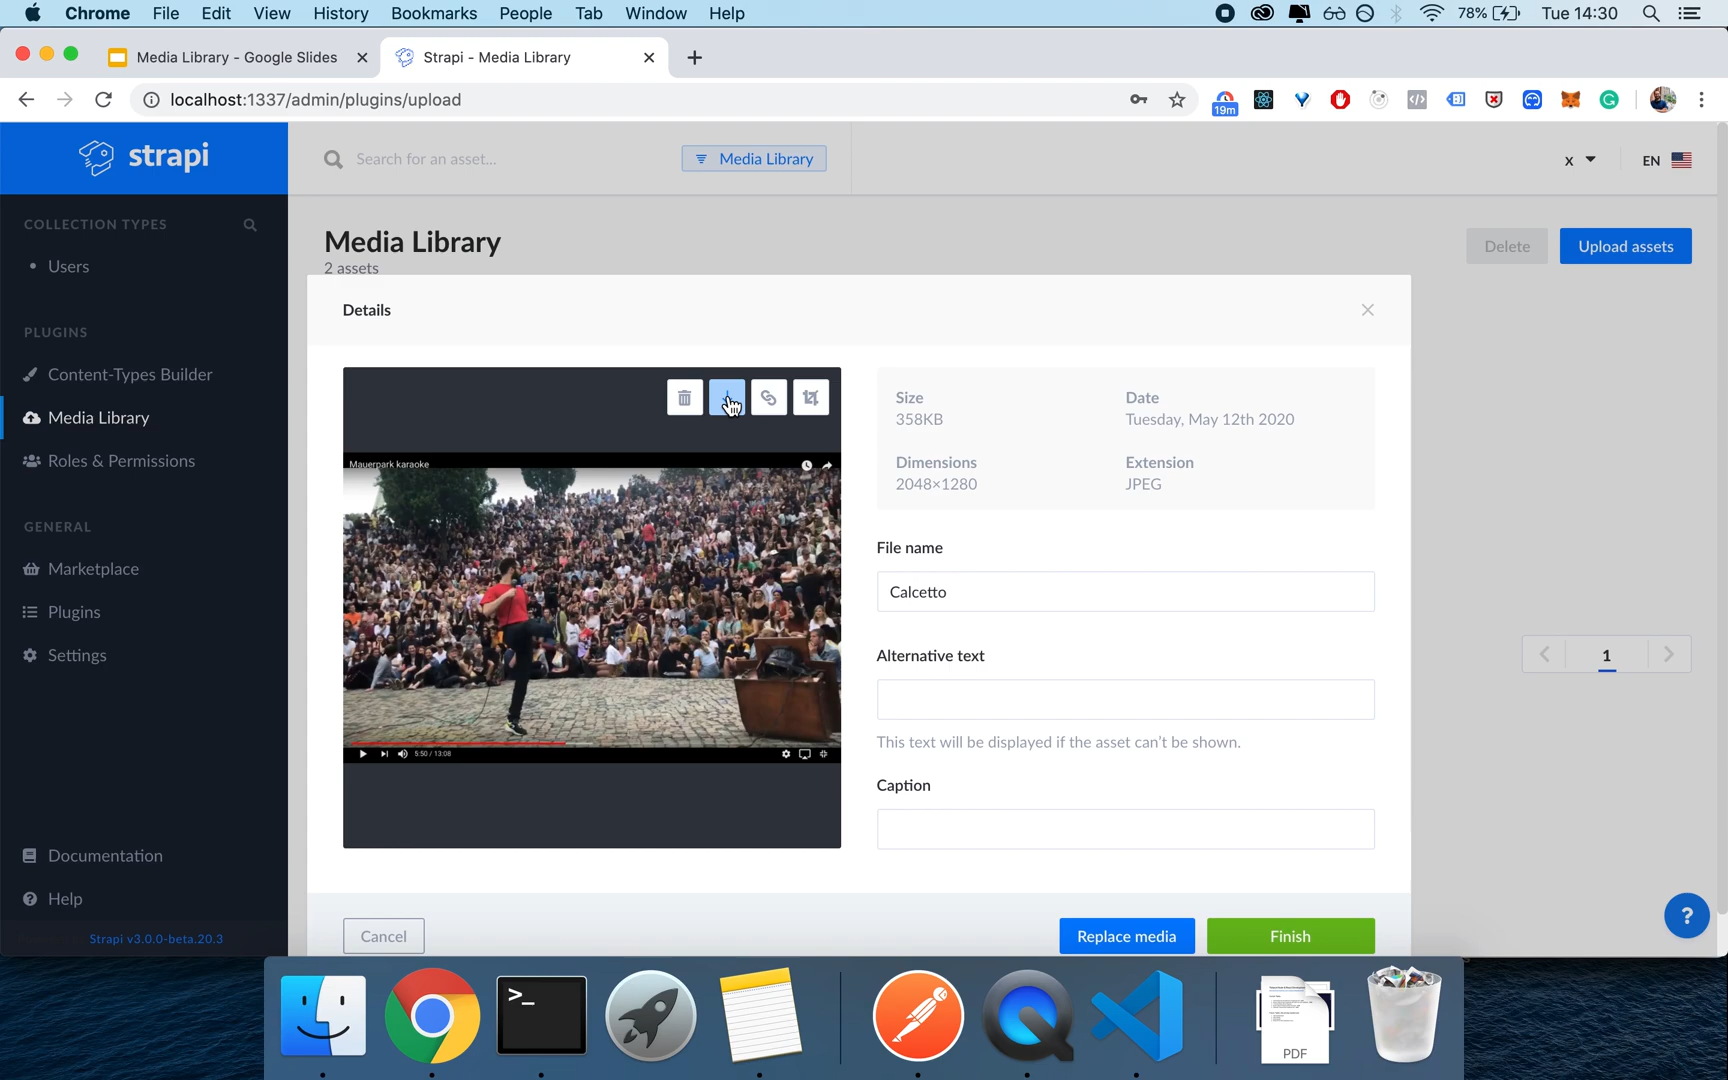 Chrome File Edit View History Bookmarks People Tab Window Help
78% Tue 14:30
Media Library - Google Slides
Strapi - Media Library
localhost:1337/admin/plugins/upload
19m
strapi
Search for an asset...
Media Library
x
EN
COLLECTION TYPES
Users
PLUGINS
Content-Types Builder
Media Library
Roles & Permissions
GENERAL
Marketplace
Plugins
Settings
Documentation
Help
Strapi v3.0.0-beta.20.3
Media Library
2 assets
Delete
Upload assets
Details
Mauerpark karaoke
5:50 / 13:08
Size
358KB
Date
Tuesday, May 12th 2020
Dimensions
2048×1280
Extension
JPEG
File name
Calcetto
Alternative text
This text will be displayed if the asset can't be shown.
Caption
1
Cancel
Replace media
Finish
?
>_
PDF